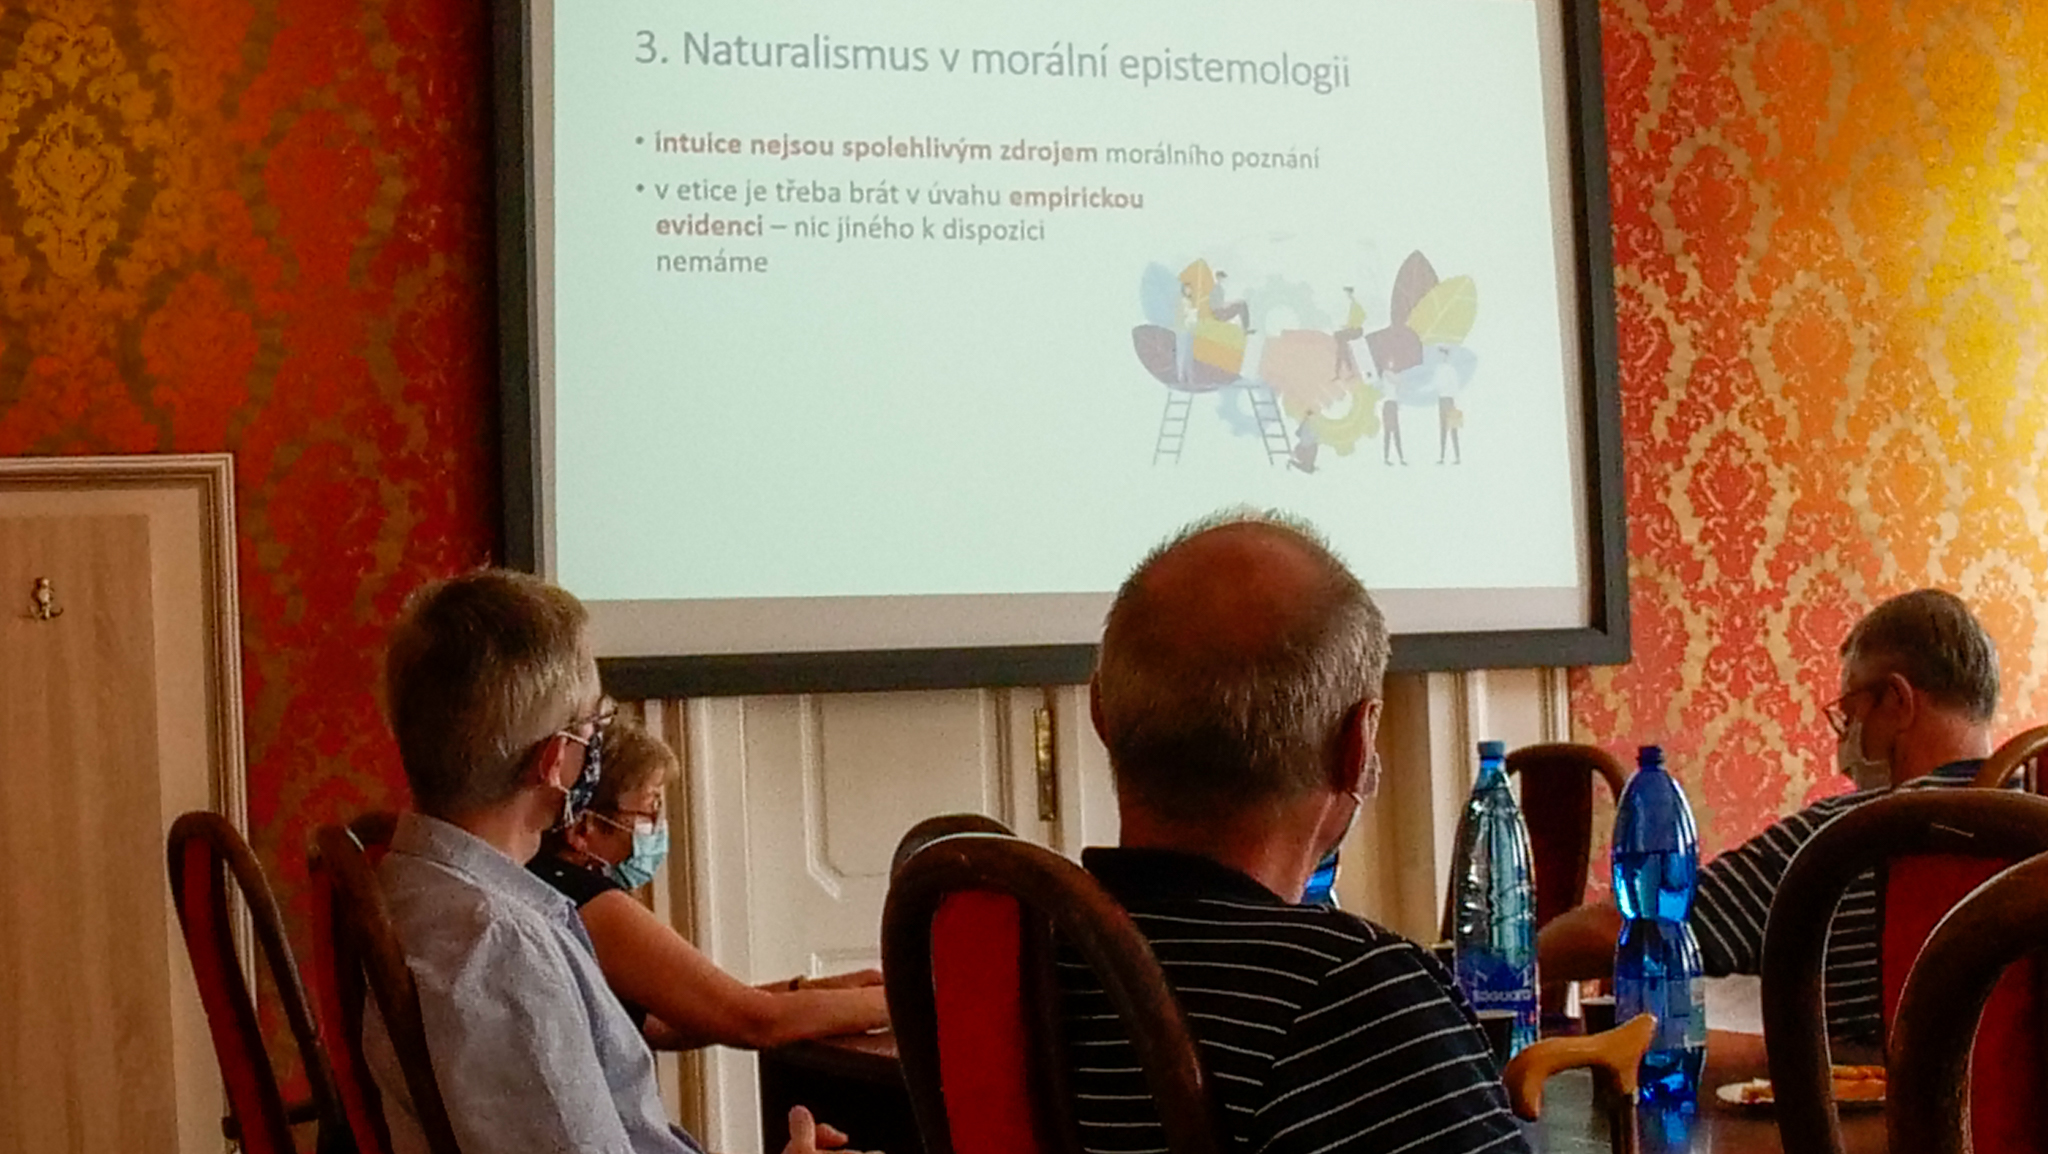 3. Naturalismus v morální epistemologii
• intuice nejsou spolehlivým zdrojem morálního poznání
• v etice je třeba brát v úvahu empirickou
evidenci – nic jiného k dispozici
nemáme